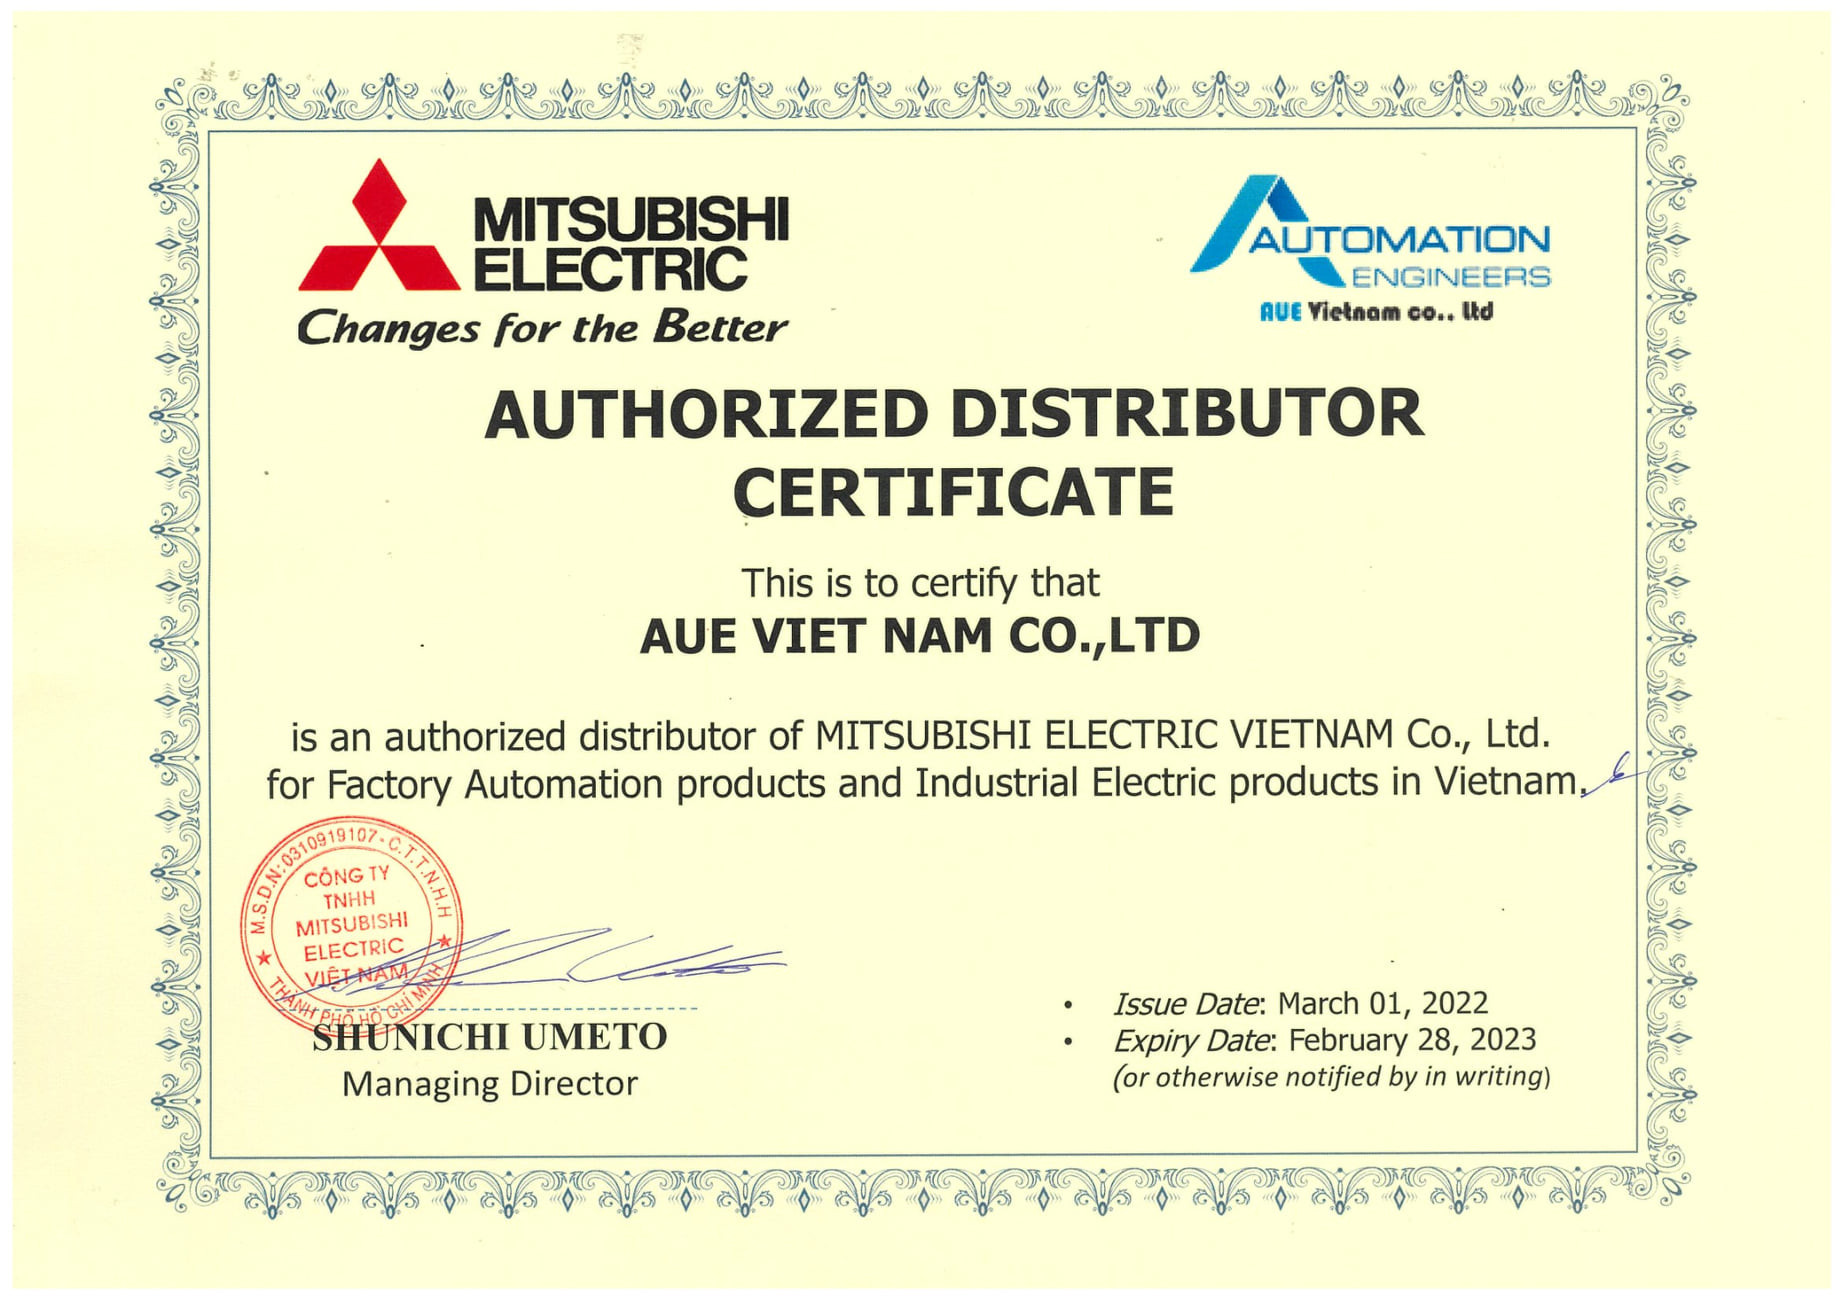 MITSUBISHI
ELECTRIC
Changes for the Better
AUTOMATION
ENGINEERS
AUE Vietnam co.. ltd
AUTHORIZED DISTRIBUTOR
CERTIFICATE
This is to certify that
AUE VIET NAM CO.,LTD
is an authorized distributor of MITSUBISHI ELECTRIC VIETNAM Co., Ltd.
for Factory Automation products and Industrial Electric products in Vietnam.
M.S.D.N: 0310919107 - C.T.T.N.H.H
CÔNG TY
TNHH
MITSUBISHI
ELECTRIC
VIỆT NAM
THÀNH PHỐ HỒ CHÍ MINH
SHUNICHI UMETO
Managing Director
• Issue Date: March 01, 2022
• Expiry Date: February 28, 2023
(or otherwise notified by in writing)